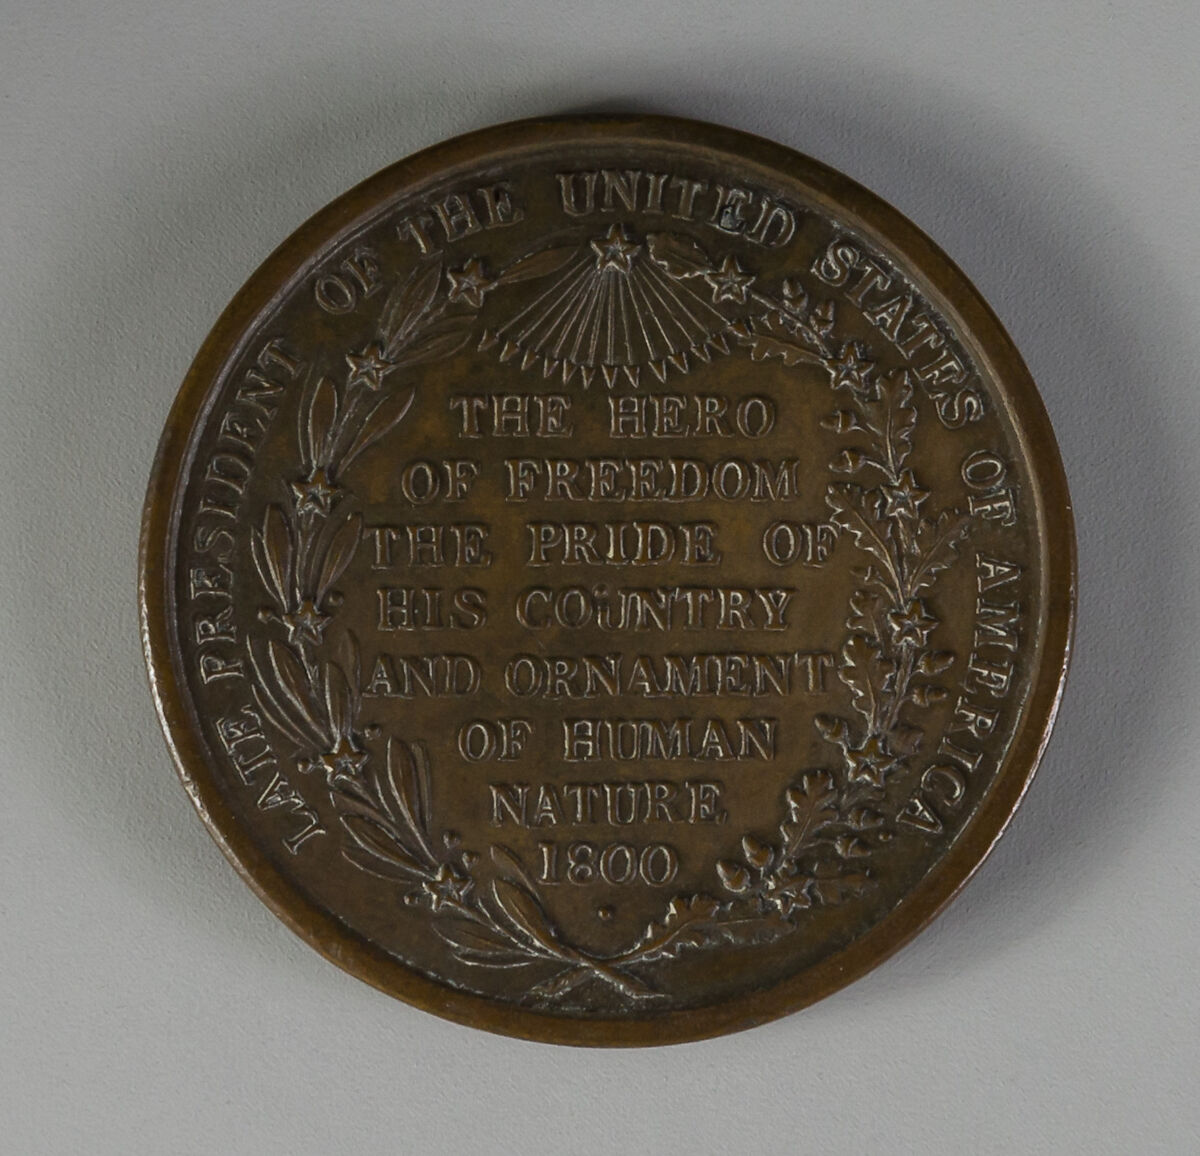 LATE PRESIDENT OF THE UNITED STATES OF AMERICA
THE HERO
OF FREEDOM
THE PRIDE OF
HIS COUNTRY
AND ORNAMENT
OF HUMAN
NATURE
1800